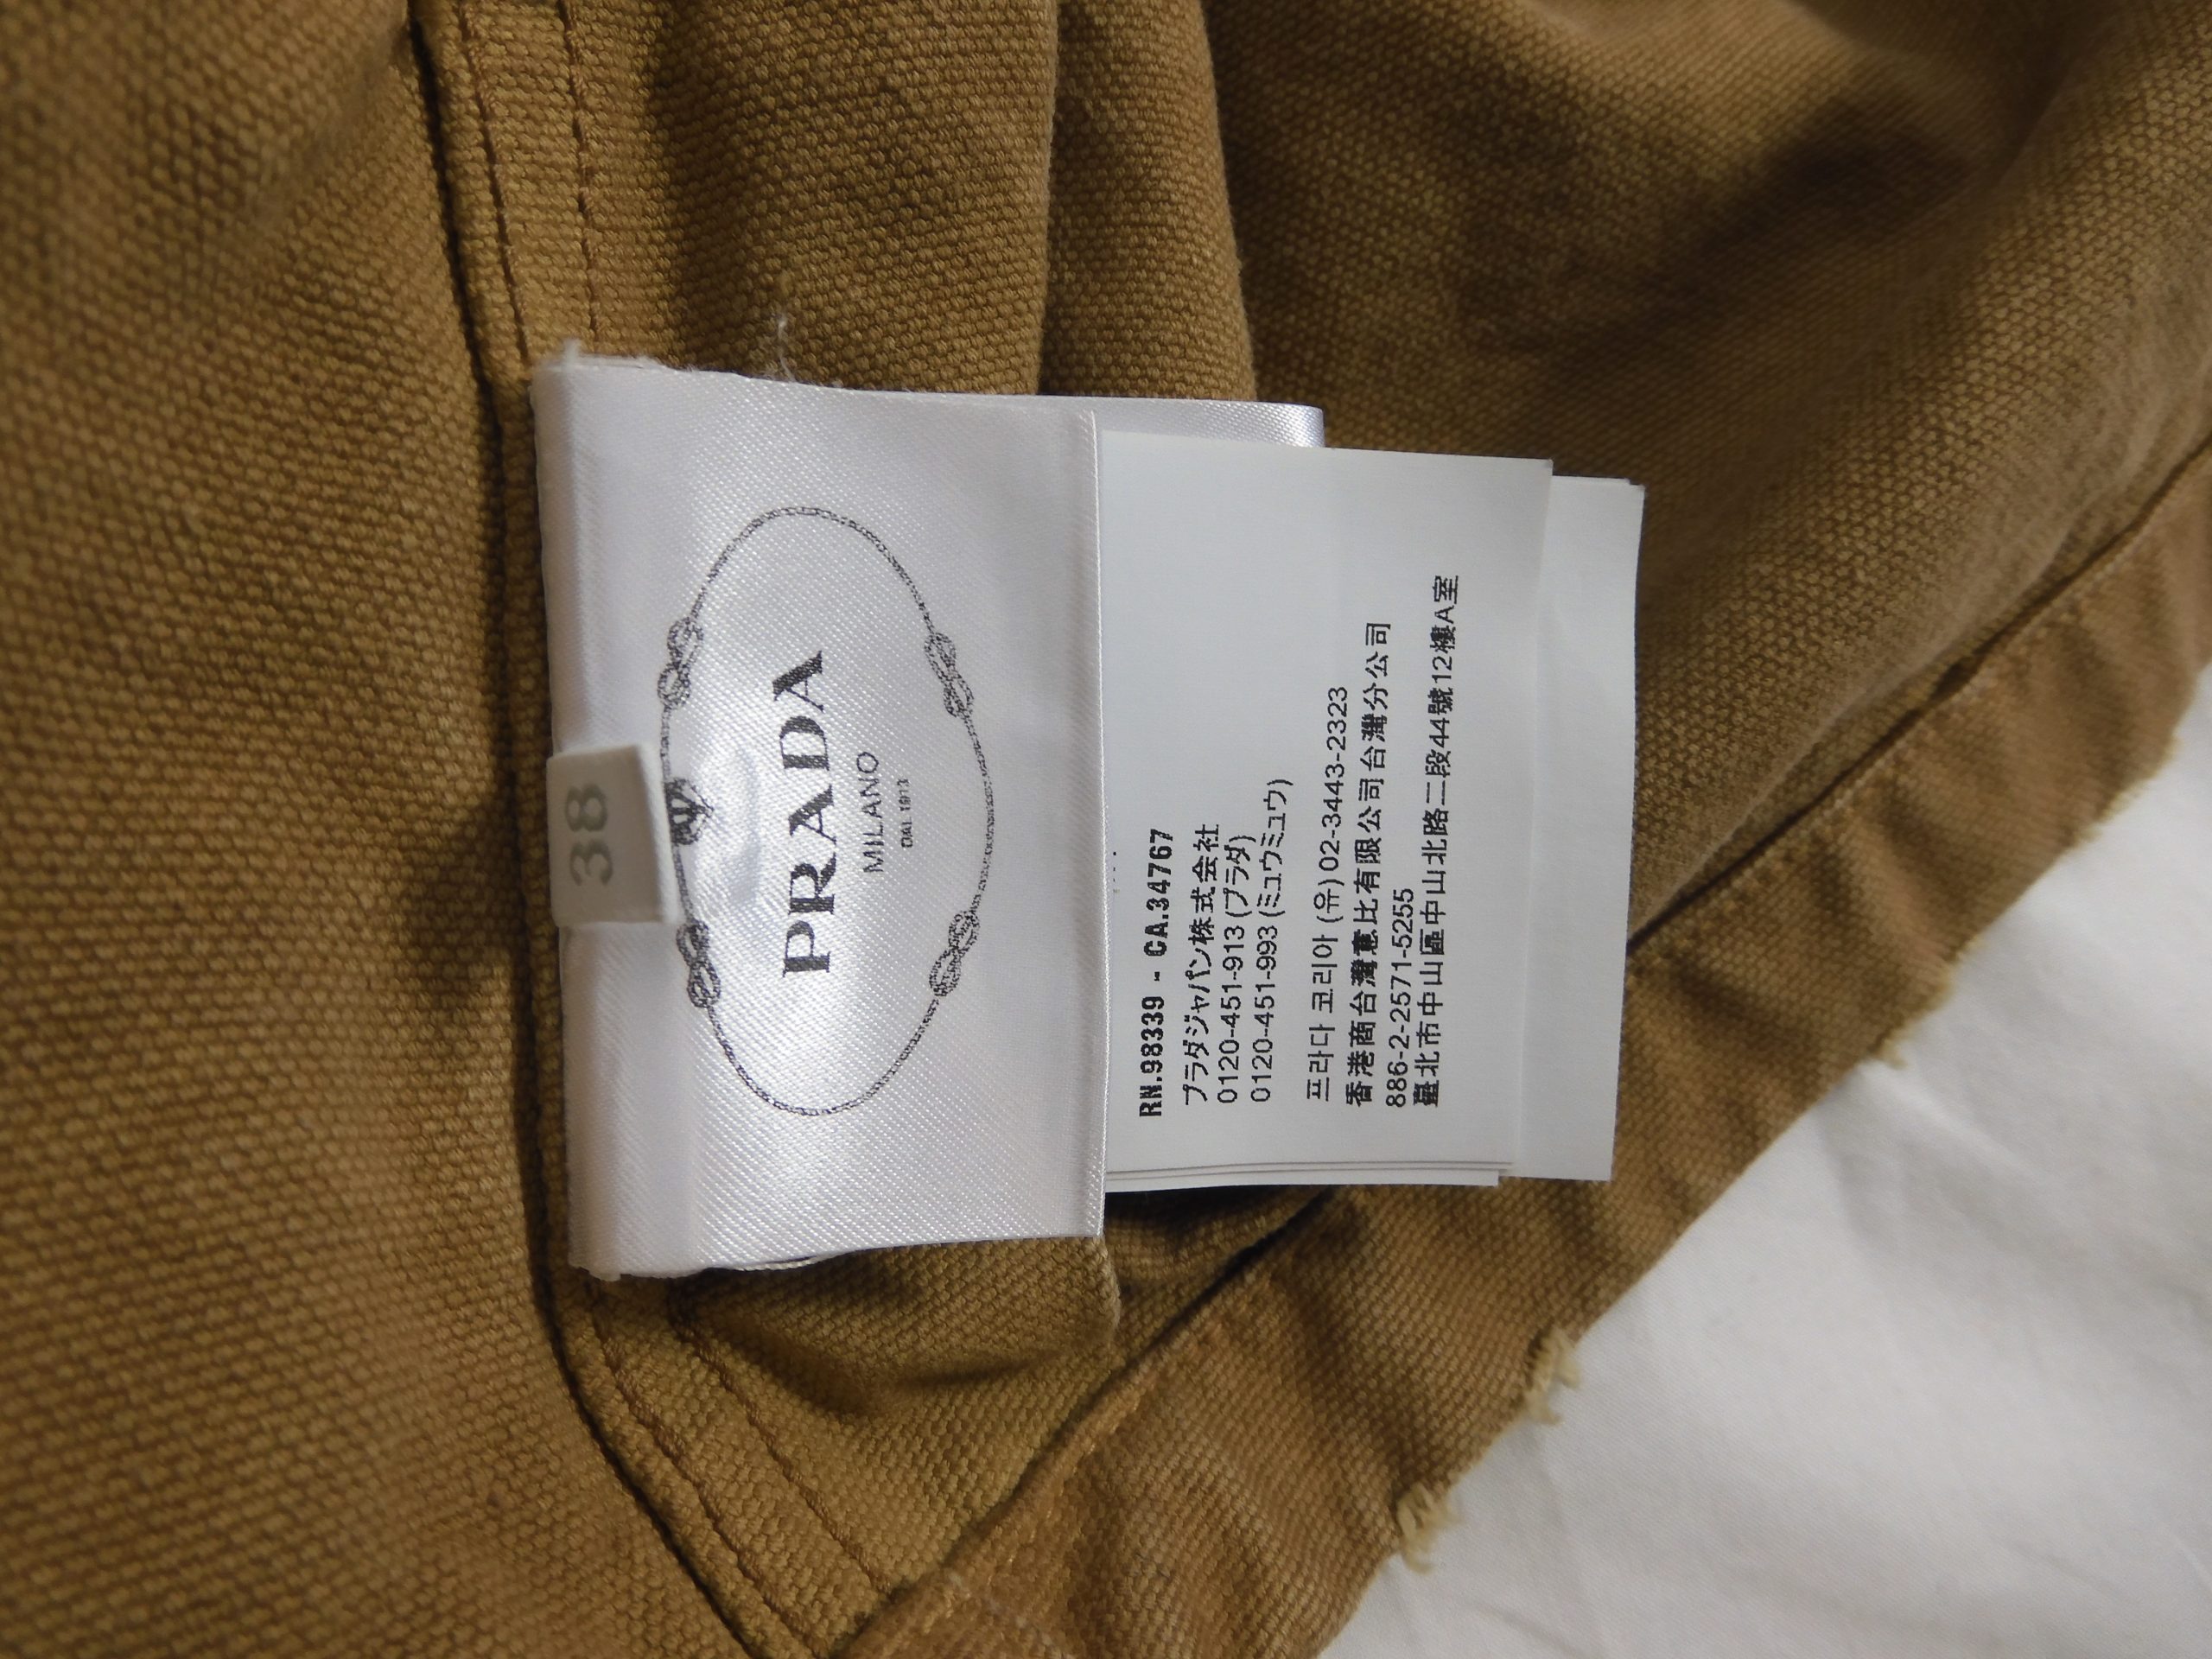 38
PRADA
MILANO
DAL 1913
RN.98339 - CA.34767
プラダジャパン株式会社
0120-451-913 (プラダ)
0120-451-993 (ミュウミュウ)
프라다 코리아 (유) 02-3443-2323
香港商台灣意比有限公司台灣分公司
886-2-2571-5255
臺北市中山區中山北路二段44號12樓A室